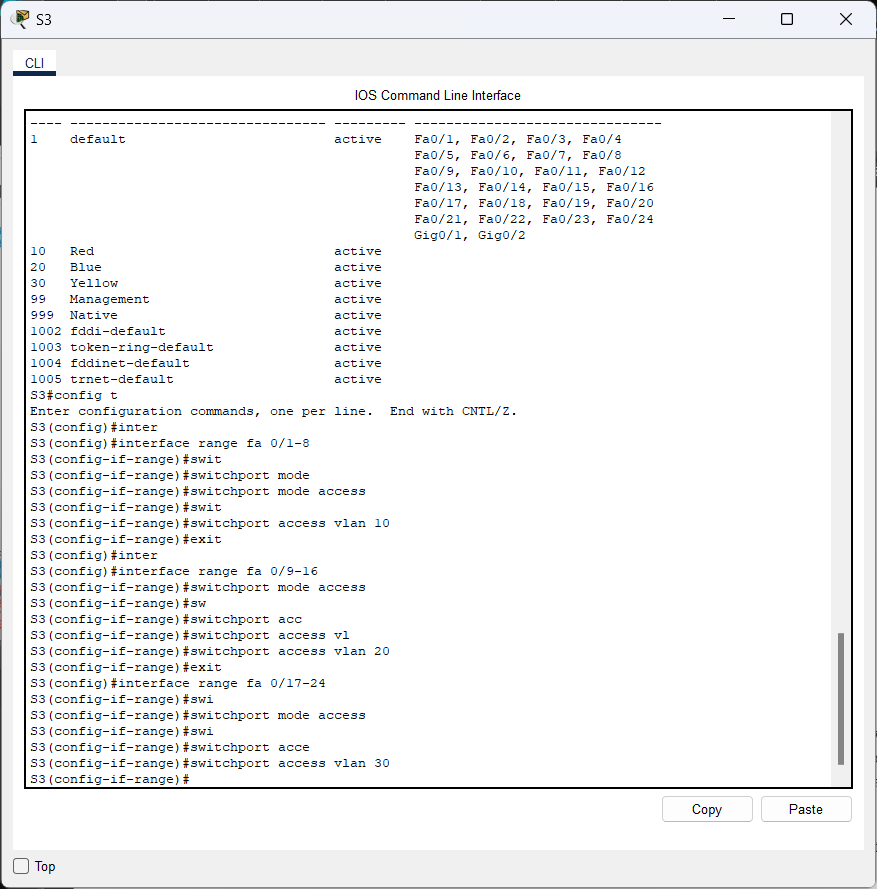 S3
CLI
IOS Command Line Interface
---- -------------------------------- --------- -------------------------------
1    default                          active    Fa0/1, Fa0/2, Fa0/3, Fa0/4
                                                Fa0/5, Fa0/6, Fa0/7, Fa0/8
                                                Fa0/9, Fa0/10, Fa0/11, Fa0/12
                                                Fa0/13, Fa0/14, Fa0/15, Fa0/16
                                                Fa0/17, Fa0/18, Fa0/19, Fa0/20
                                                Fa0/21, Fa0/22, Fa0/23, Fa0/24
                                                Gig0/1, Gig0/2
10   Red                              active
20   Blue                             active
30   Yellow                           active
99   Management                       active
999  Native                           active
1002 fddi-default                     active
1003 token-ring-default               active
1004 fddinet-default                  active
1005 trnet-default                    active
S3#config t
Enter configuration commands, one per line.  End with CNTL/Z.
S3(config)#inter
S3(config)#interface range fa 0/1-8
S3(config-if-range)#swit
S3(config-if-range)#switchport mode
S3(config-if-range)#switchport mode access
S3(config-if-range)#swit
S3(config-if-range)#switchport access vlan 10
S3(config-if-range)#exit
S3(config)#inter
S3(config)#interface range fa 0/9-16
S3(config-if-range)#switchport mode access
S3(config-if-range)#sw
S3(config-if-range)#switchport acc
S3(config-if-range)#switchport access vl
S3(config-if-range)#switchport access vlan 20
S3(config-if-range)#exit
S3(config)#interface range fa 0/17-24
S3(config-if-range)#swi
S3(config-if-range)#switchport mode access
S3(config-if-range)#swi
S3(config-if-range)#switchport acce
S3(config-if-range)#switchport access vlan 30
S3(config-if-range)#
Copy Paste
Top